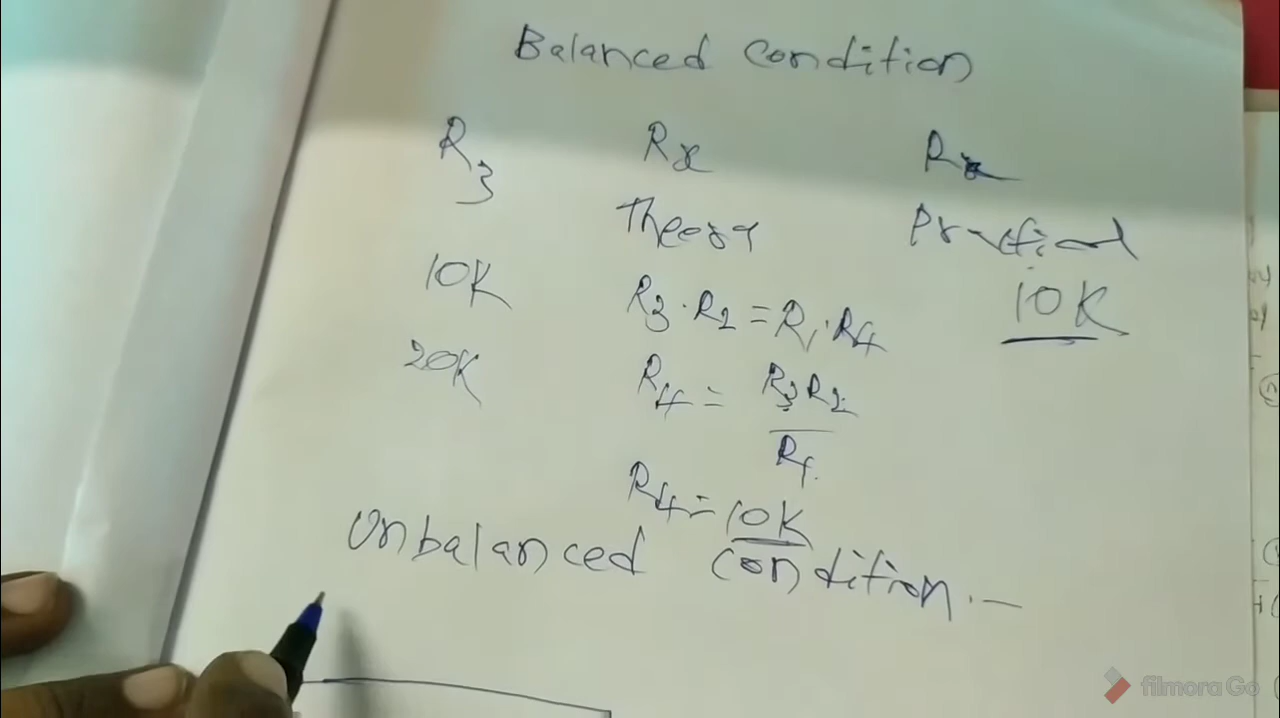 Balanced Condition
R3 Rx Rx
Theory Practical
10K R3·R2=R1·R4 10K
20K R4= R3R2
R1
R4=10K
Unbalanced Condition.—
filmora Go